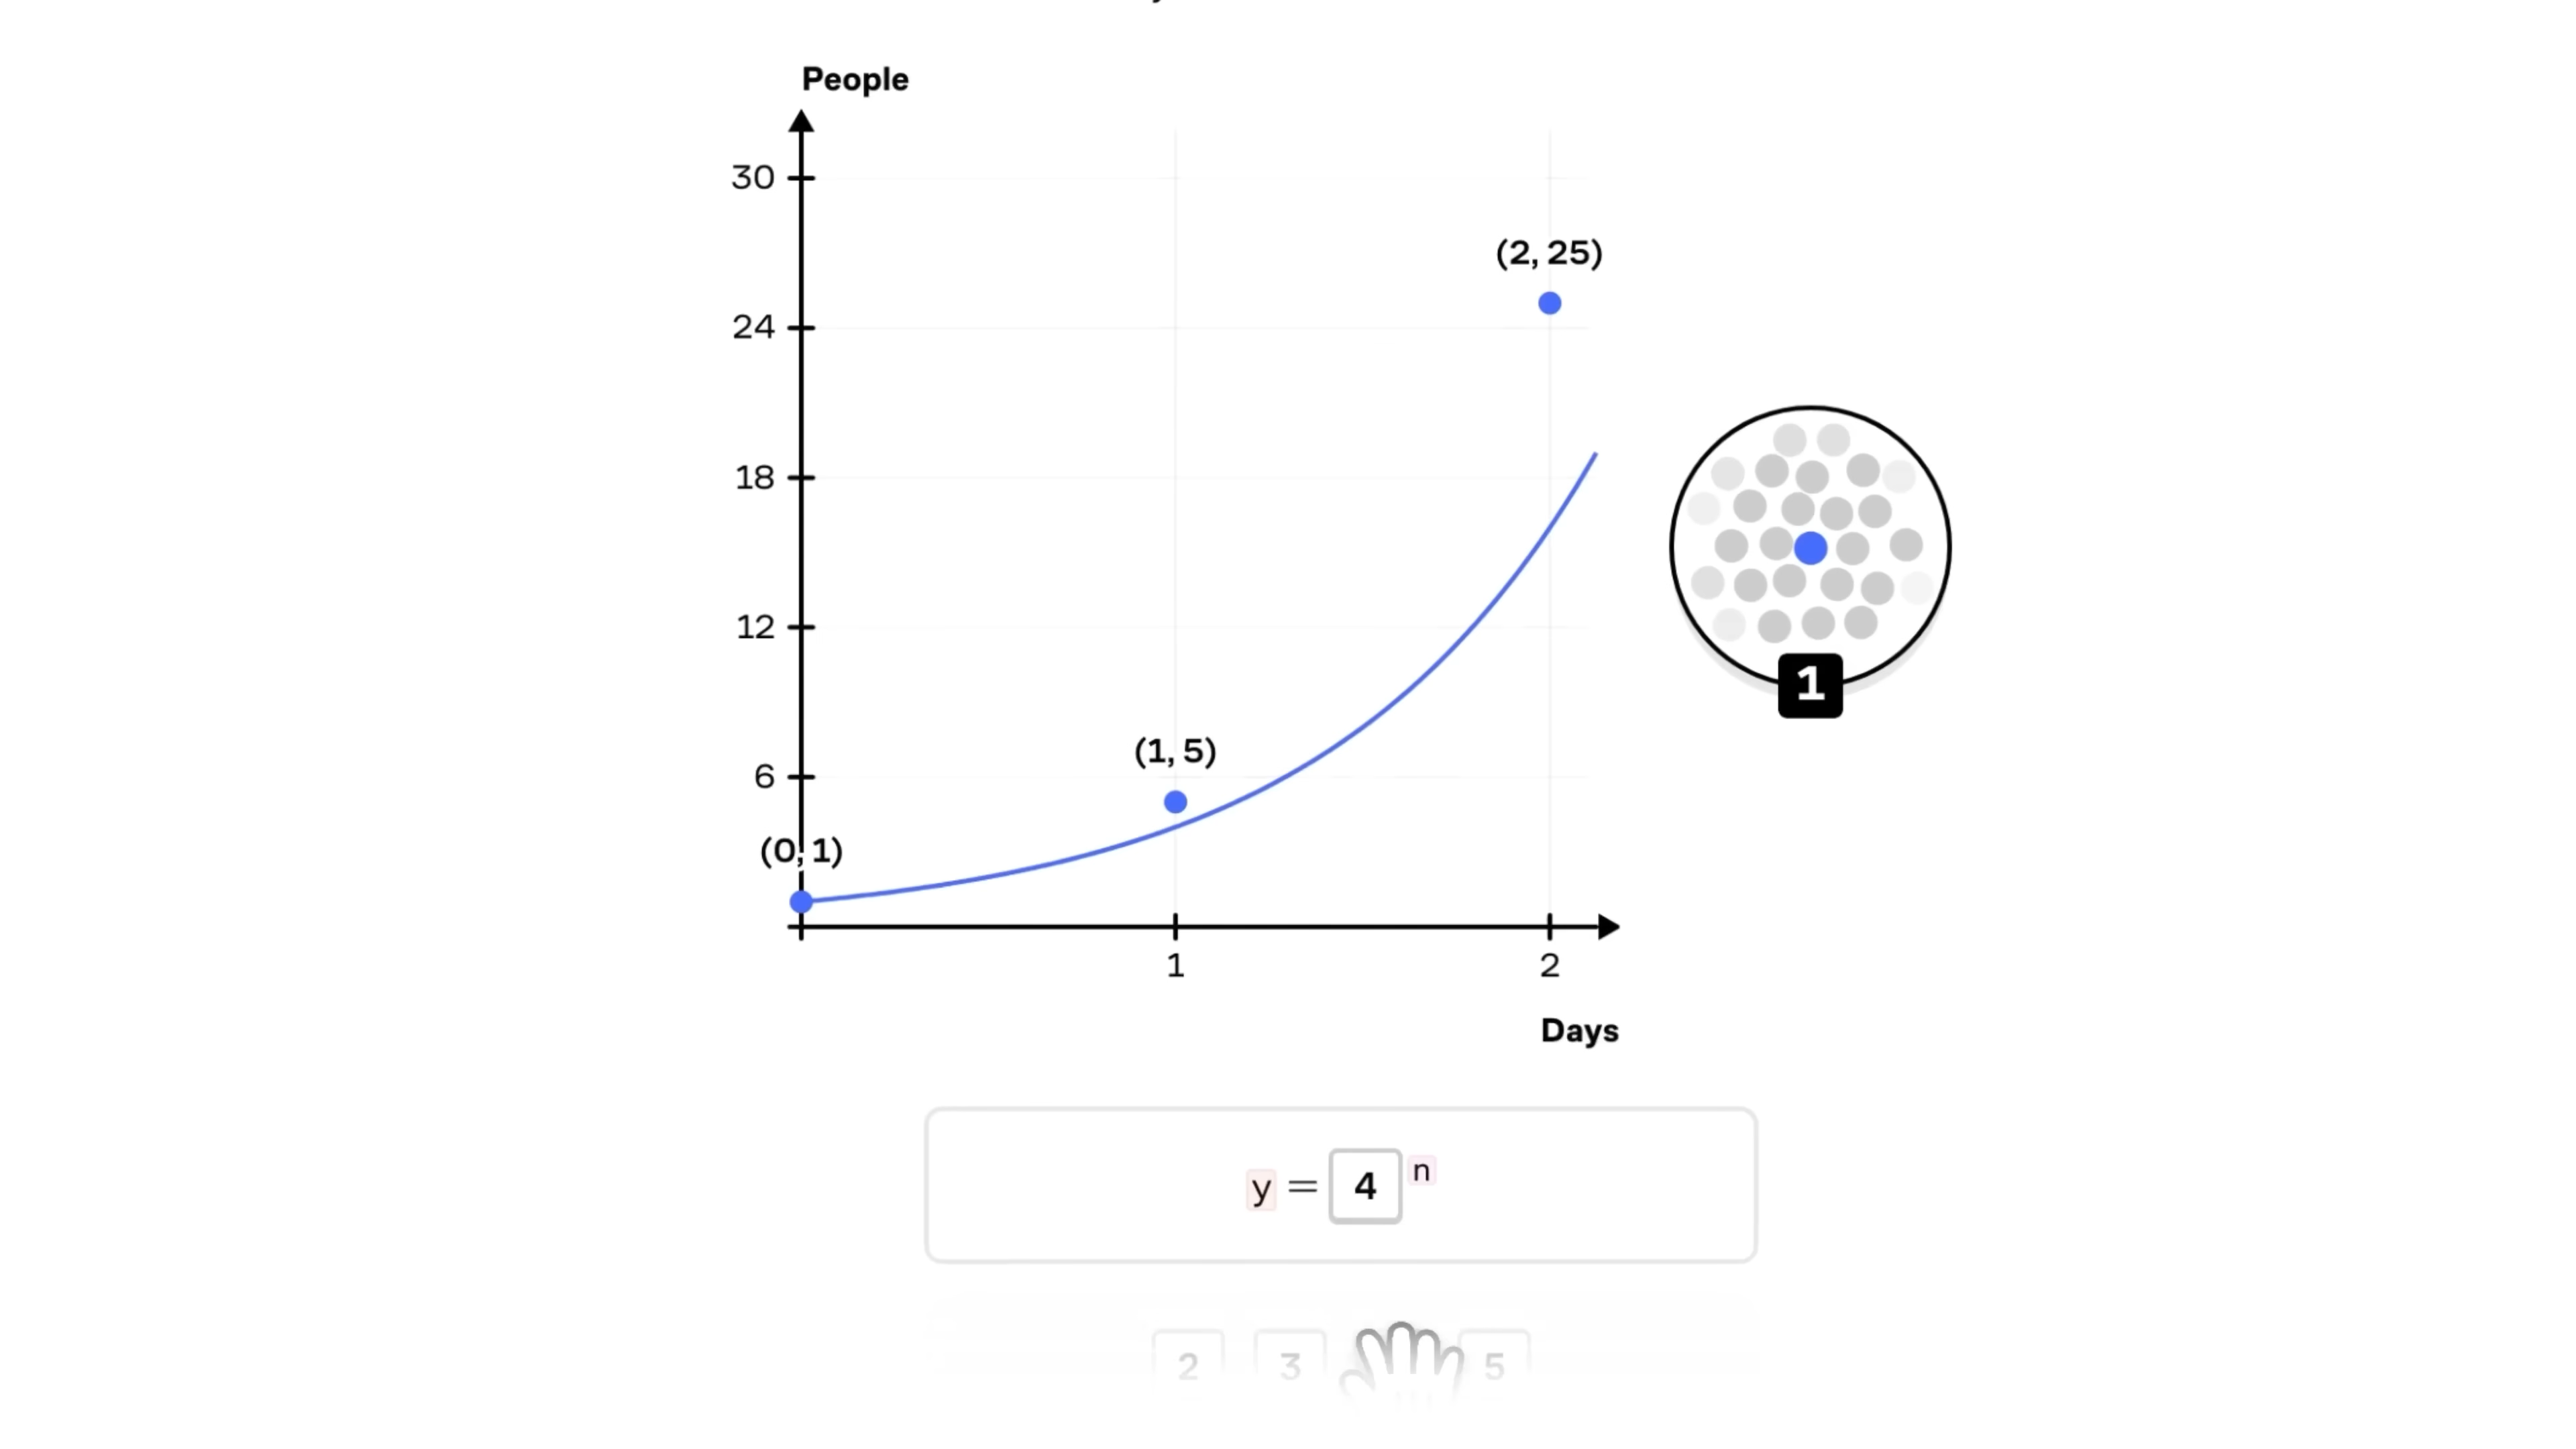 People
30
(2, 25)
24
18
12
1
(1, 5)
6
(0, 1)
1
2
Days
y = 4 n
2 3 5